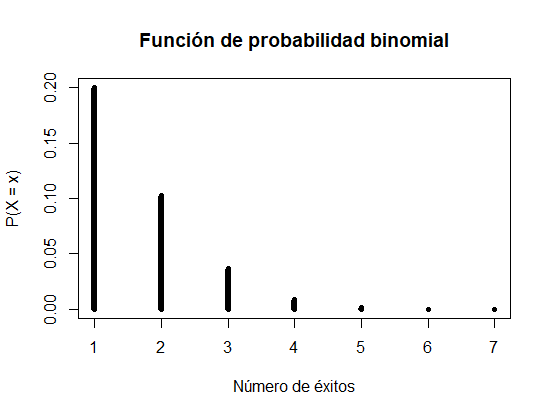 Función de probabilidad binomial
P(X = x)
0.20
0.15
0.10
0.05
0.00
1 2 3 4 5 6 7
Número de éxitos